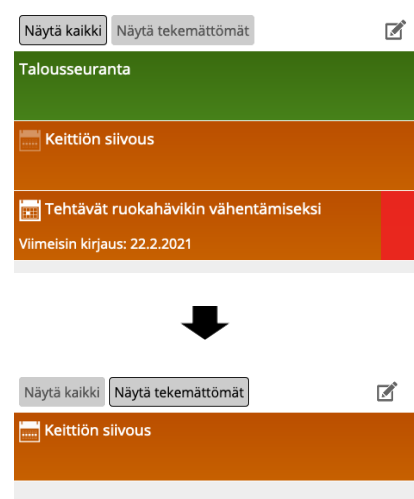 Näytä kaikki Näytä tekemättömät
Talousseuranta
Keittiön siivous
Tehtävät ruokahävikin vähentämiseksi
Viimeisin kirjaus: 22.2.2021
Näytä kaikki Näytä tekemättömät
Keittiön siivous